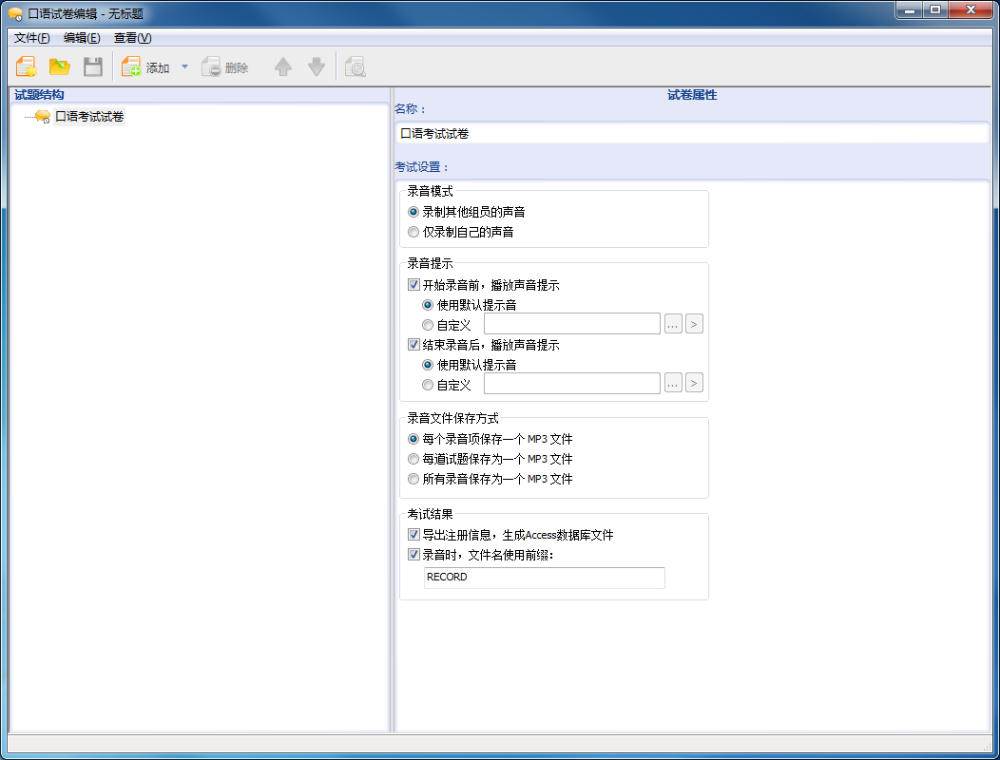 口语试卷编辑 - 无标题
文件(F) 编辑(E) 查看(V)
添加 删除
试题结构
口语考试试卷
试卷属性
名称：
口语考试试卷
考试设置：
录音模式
录制其他组员的声音
仅录制自己的声音
录音提示
开始录音前，播放声音提示
使用默认提示音
自定义 ... >
结束录音后，播放声音提示
使用默认提示音
自定义 ... >
录音文件保存方式
每个录音项保存一个 MP3 文件
每道试题保存为一个 MP3 文件
所有录音保存为一个 MP3 文件
考试结果
导出注册信息，生成Access数据库文件
录音时，文件名使用前缀：
RECORD